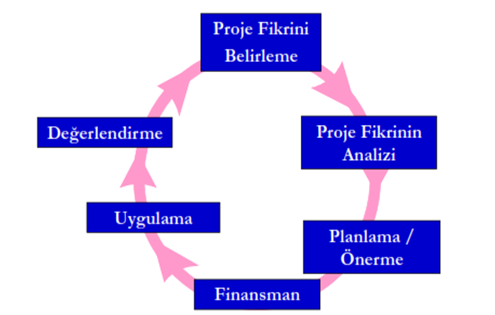 Proje Fikrini
Belirleme
Proje Fikrinin
Analizi
Planlama /
Önerme
Finansman
Uygulama
Değerlendirme